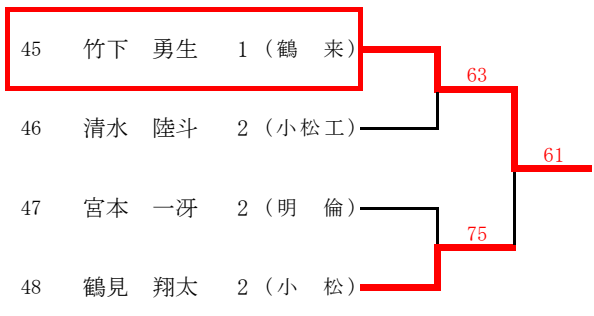 45 竹下 勇生 1 (鶴 来)
63
46 清水 陸斗 2 (小松工)
61
47 宮本 一冴 2 (明 倫)
75
48 鶴見 翔太 2 (小 松)